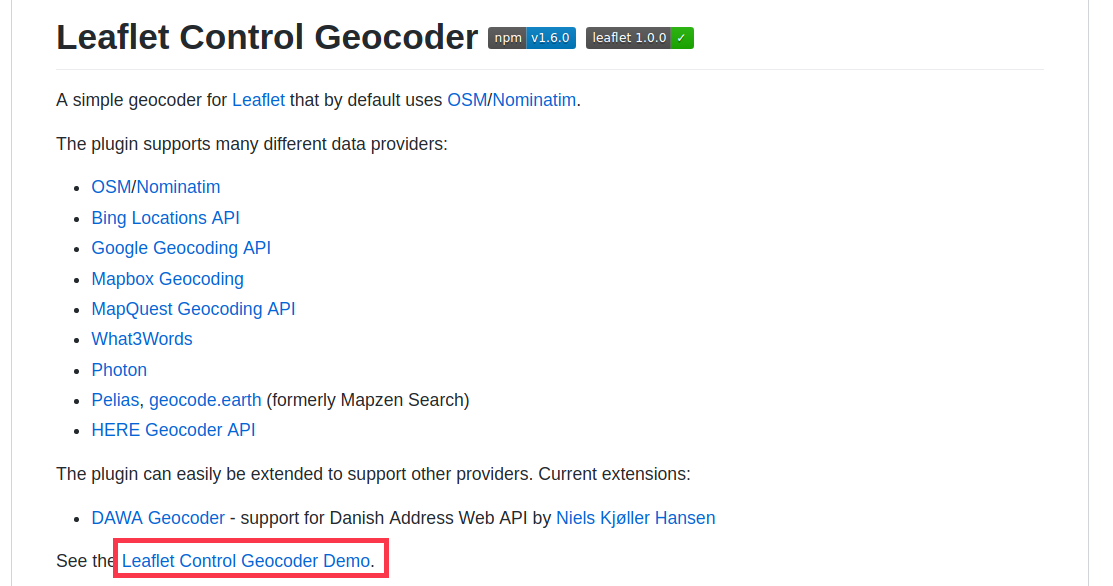 Leaflet Control Geocoder npm v1.6.0 leaflet 1.0.0 ✓
A simple geocoder for Leaflet that by default uses OSM/Nominatim.
The plugin supports many different data providers:
• OSM/Nominatim
• Bing Locations API
• Google Geocoding API
• Mapbox Geocoding
• MapQuest Geocoding API
• What3Words
• Photon
• Pelias, geocode.earth (formerly Mapzen Search)
• HERE Geocoder API
The plugin can easily be extended to support other providers. Current extensions:
• DAWA Geocoder - support for Danish Address Web API by Niels Kjøller Hansen
See the Leaflet Control Geocoder Demo.